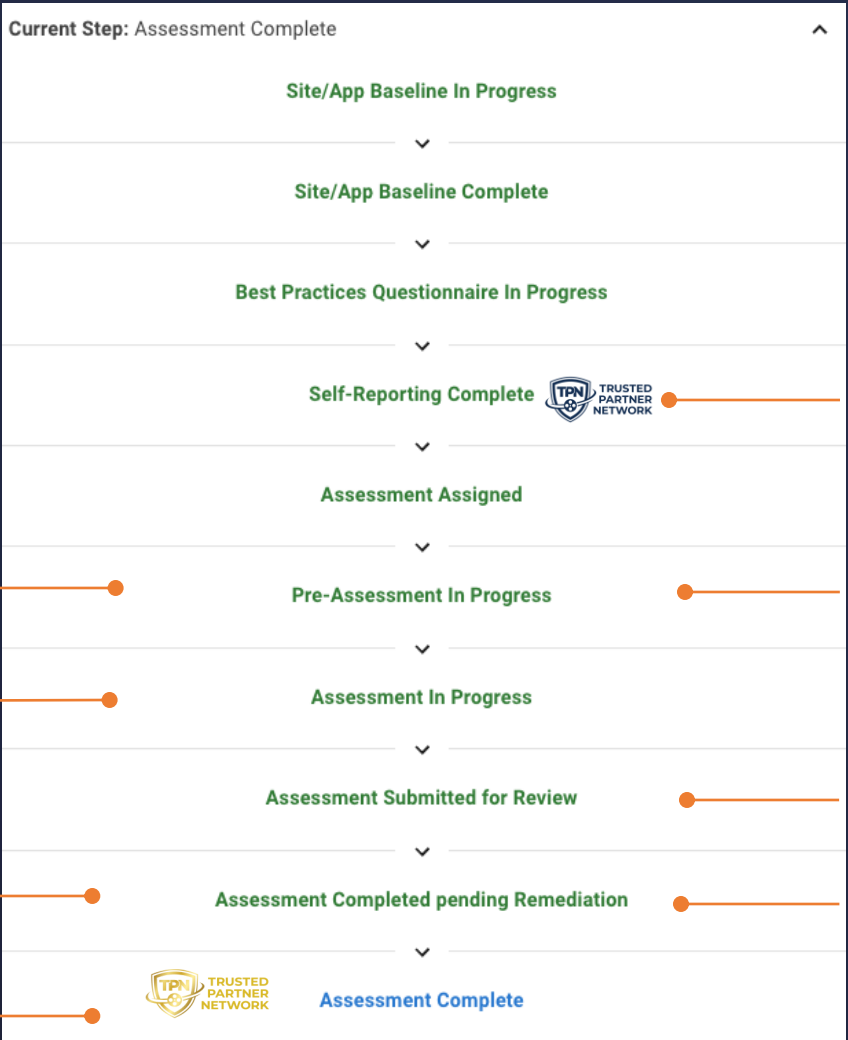 Current Step: Assessment Complete
Site/App Baseline In Progress
Site/App Baseline Complete
Best Practices Questionnaire In Progress
Self-Reporting Complete
TPN
TRUSTED
PARTNER
NETWORK
Assessment Assigned
Pre-Assessment In Progress
Assessment In Progress
Assessment Submitted for Review
Assessment Completed pending Remediation
TPN
TRUSTED
PARTNER
NETWORK
Assessment Complete